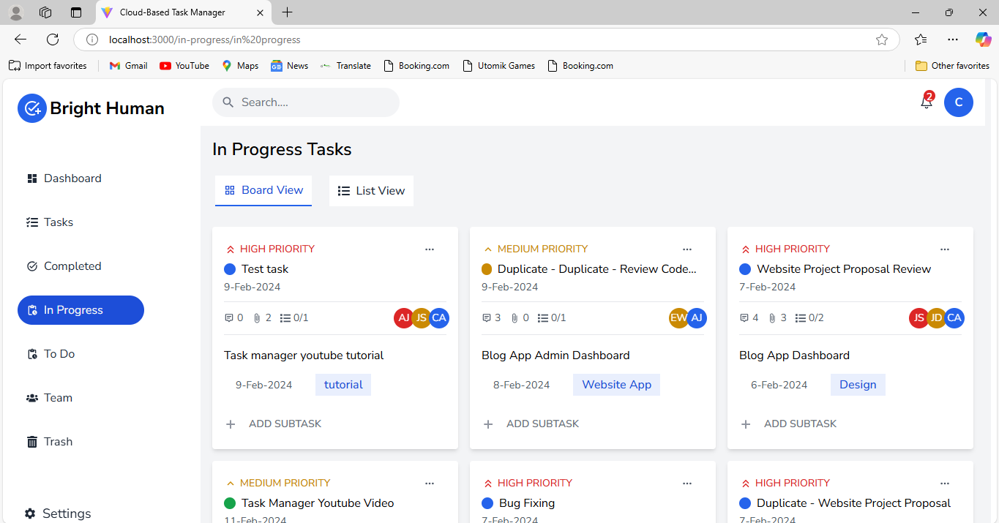 Cloud-Based Task Manager
localhost:3000/in-progress/in%20progress
Import favorites Gmail YouTube Maps News Translate Booking.com Utomik Games Booking.com Other favorites
Bright Human
Search....
2
C
Dashboard
Tasks
Completed
In Progress
To Do
Team
Trash
Settings
In Progress Tasks
Board View List View
HIGH PRIORITY ...
Test task
9-Feb-2024
0 2 0/1 AJ JS CA
Task manager youtube tutorial
9-Feb-2024 tutorial
+ ADD SUBTASK
MEDIUM PRIORITY ...
Duplicate - Duplicate - Review Code...
9-Feb-2024
3 0 0/1 EW AJ
Blog App Admin Dashboard
8-Feb-2024 Website App
+ ADD SUBTASK
HIGH PRIORITY ...
Website Project Proposal Review
7-Feb-2024
4 3 0/2 JS JD CA
Blog App Dashboard
6-Feb-2024 Design
+ ADD SUBTASK
MEDIUM PRIORITY ...
Task Manager Youtube Video
11-Feb-2024
HIGH PRIORITY ...
Bug Fixing
7-Feb-2024
HIGH PRIORITY ...
Duplicate - Website Project Proposal
7-Feb-2024